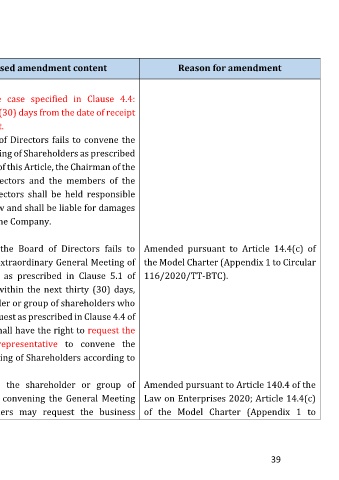 sed amendment content
Reason for amendment
case specified in Clause 4.4:
(30) days from the date of receipt
of Directors fails to convene the
ing of Shareholders as prescribed
of this Article, the Chairman of the
ectors and the members of the
ectors shall be held responsible
w and shall be liable for damages
he Company.
the Board of Directors fails to
xtraordinary General Meeting of
as prescribed in Clause 5.1 of
within the next thirty (30) days,
der or group of shareholders who
uest as prescribed in Clause 4.4 of
hall have the right to request the
representative to convene the
ing of Shareholders according to
Amended pursuant to Article 14.4(c) of
the Model Charter (Appendix 1 to Circular
116/2020/TT-BTC).
the shareholder or group of
convening the General Meeting
ers may request the business
Amended pursuant to Article 140.4 of the
Law on Enterprises 2020; Article 14.4(c)
of the Model Charter (Appendix 1 to
39